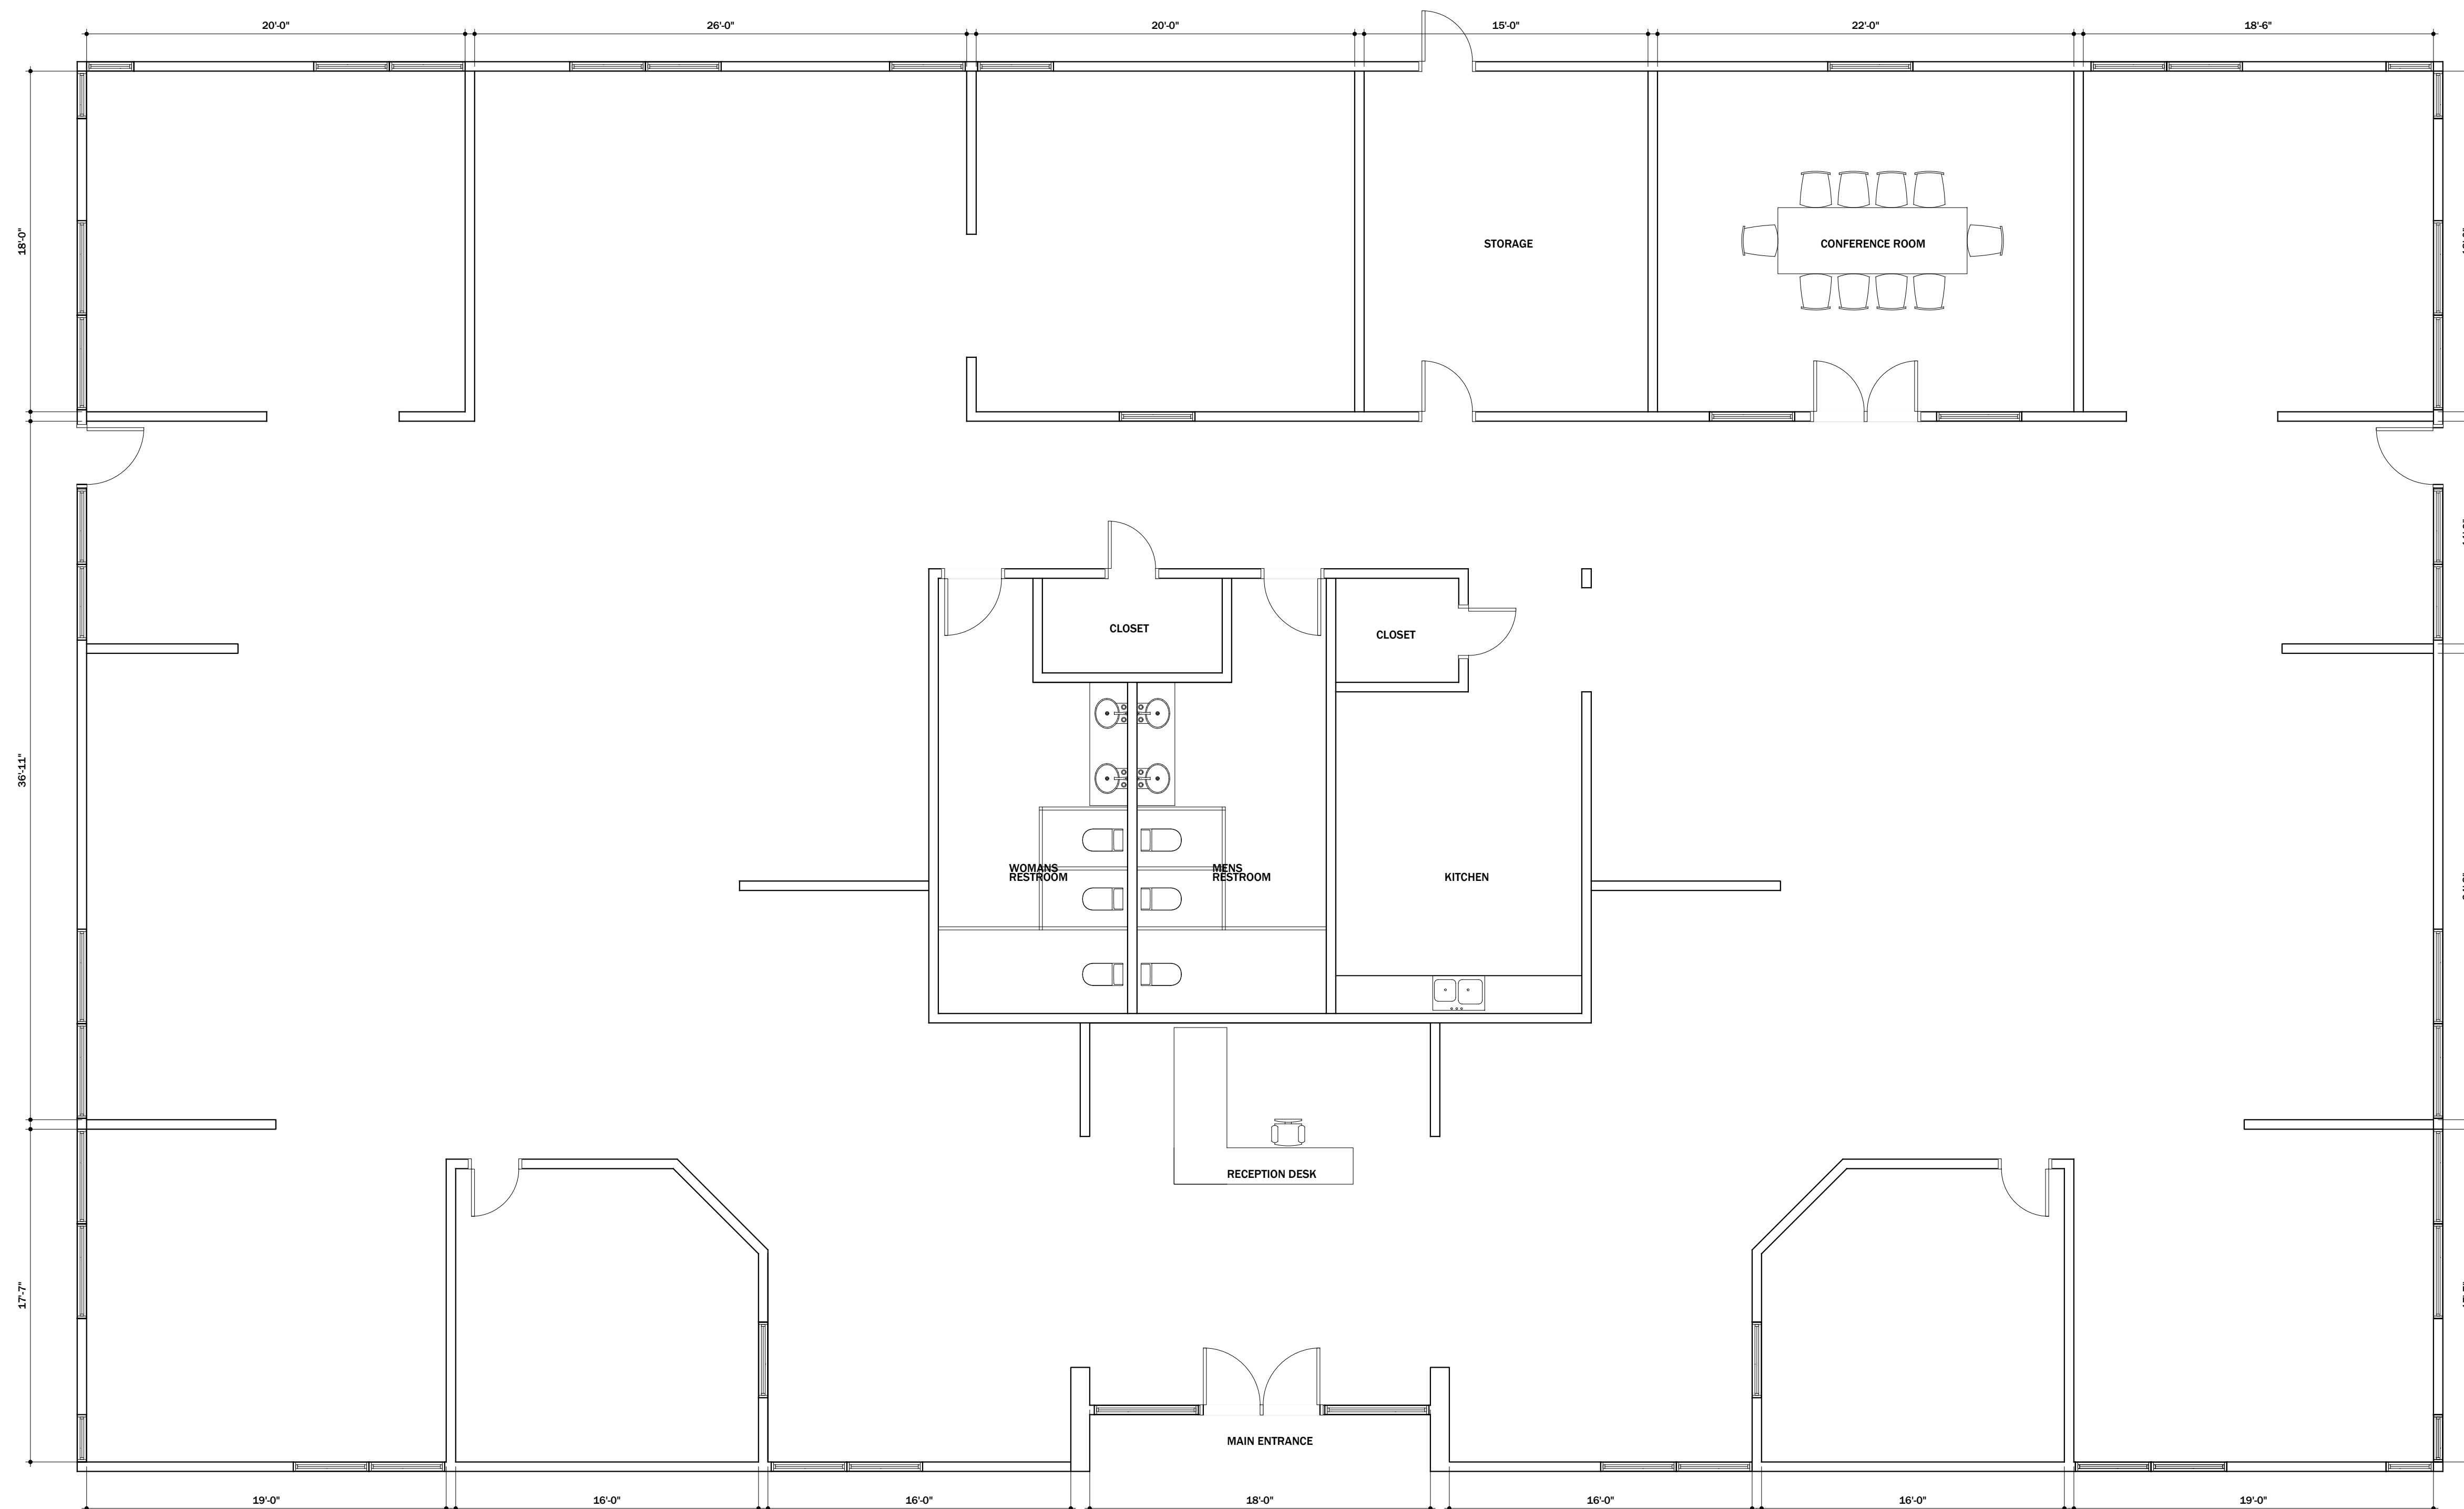 20'-0"
26'-0"
20'-0"
15'-0"
22'-0"
18'-6"
18'-0"
STORAGE
CONFERENCE ROOM
CLOSET
CLOSET
36'-11"
WOMANS
RESTROOM
MENS
RESTROOM
KITCHEN
RECEPTION DESK
17'-7"
MAIN ENTRANCE
19'-0"
16'-0"
16'-0"
18'-0"
16'-0"
16'-0"
19'-0"